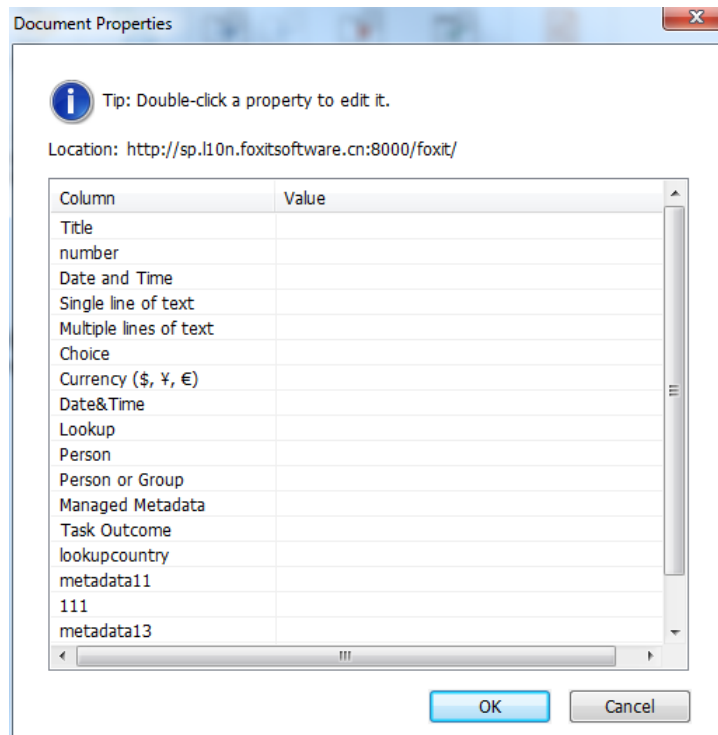 Document Properties
Tip: Double-click a property to edit it.
Location: http://sp.l10n.foxitsoftware.cn:8000/foxit/
Column Value
Title
number
Date and Time
Single line of text
Multiple lines of text
Choice
Currency ($, ¥, €)
Date&Time
Lookup
Person
Person or Group
Managed Metadata
Task Outcome
lookupcountry
metadata11
111
metadata13
OK Cancel